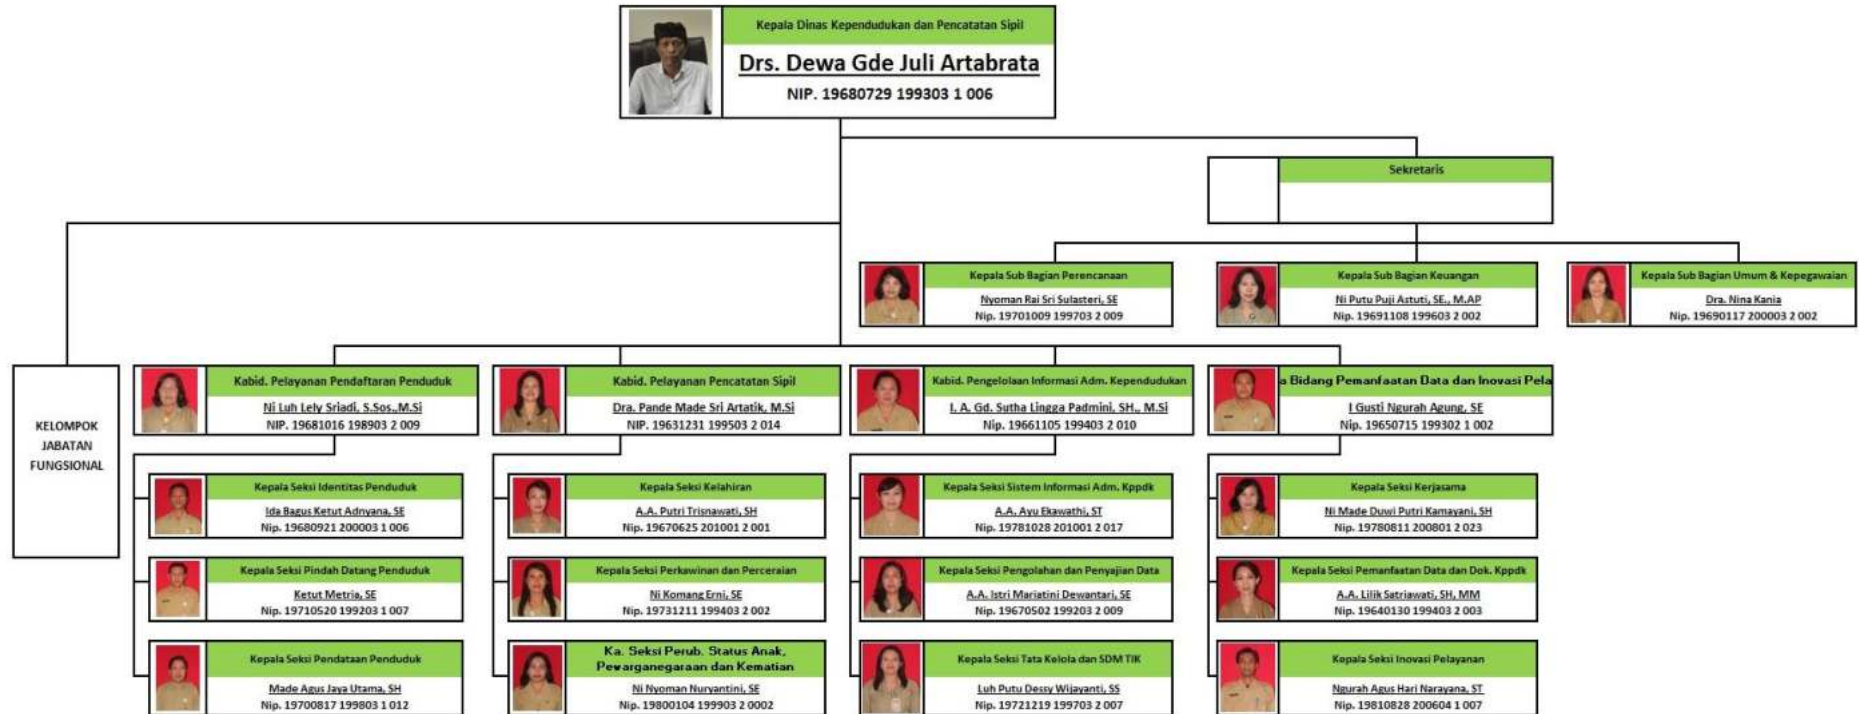 Kepala Dinas Kependudukan dan Pencatatan Sipil
Drs. Dewa Gde Juli Artabrata
NIP. 19680729 199303 1 006
Sekretaris
Kepala Sub Bagian Perencanaan
Nyoman Rai Sri Sulasteri, SE
Nip. 19701009 199703 2 009
Kepala Sub Bagian Keuangan
Ni Putu Puji Astuti, SE., M.AP
Nip. 19691108 199603 2 002
Kepala Sub Bagian Umum & Kepegawaian
Dra. Nina Kania
Nip. 19690117 200003 2 002
KELOMPOK
JABATAN
FUNGSIONAL
Kabid. Pelayanan Pendaftaran Penduduk
Ni Luh Lely Sriadi, S.Sos.,M.Si
NIP. 19681016 198903 2 009
Kabid. Pelayanan Pencatatan Sipil
Dra. Pande Made Sri Artatik, M.Si
NIP. 19631231 199503 2 014
Kabid. Pengelolaan Informasi Adm. Kependudukan
I. A. Gd. Sutha Lingga Padmini, SH., M.Si
Nip. 19661105 199403 2 010
a Bidang Pemanfaatan Data dan Inovasi Pela
I Gusti Ngurah Agung, SE
Nip. 19650715 199302 1 002
Kepala Seksi Identitas Penduduk
Ida Bagus Ketut Adnyana, SE
Nip. 19680921 200003 1 006
Kepala Seksi Kelahiran
A.A. Putri Trisnawati, SH
Nip. 19670625 201001 2 001
Kepala Seksi Sistem Informasi Adm. Kppdk
A.A. Ayu Ekawathi, ST
Nip. 19781028 201001 2 017
Kepala Seksi Kerjasama
Ni Made Duwi Putri Kamayani, SH
Nip. 19780811 200801 2 023
Kepala Seksi Pindah Datang Penduduk
Ketut Metria, SE
Nip. 19710520 199203 1 007
Kepala Seksi Perkawinan dan Perceraian
Ni Komang Erni, SE
Nip. 19731211 199403 2 002
Kepala Seksi Pengolahan dan Penyajian Data
A.A. Istri Mariatini Dewantari, SE
Nip. 19670502 199203 2 009
Kepala Seksi Pemanfaatan Data dan Dok. Kppdk
A.A. Lilik Satriawati, SH, MM
Nip. 19640130 199403 2 003
Kepala Seksi Pendataan Penduduk
Made Agus Jaya Utama, SH
Nip. 19700817 199803 1 012
Ka. Seksi Perub. Status Anak,
Pewarganegaraan dan Kematian
Ni Nyoman Nuryantini, SE
Nip. 19800104 199903 2 0002
Kepala Seksi Tata Kelola dan SDM TIK
Luh Putu Dessy Wijayanti, SS
Nip. 19721219 199703 2 007
Kepala Seksi Inovasi Pelayanan
Ngurah Agus Hari Narayana, ST
Nip. 19810828 200604 1 007